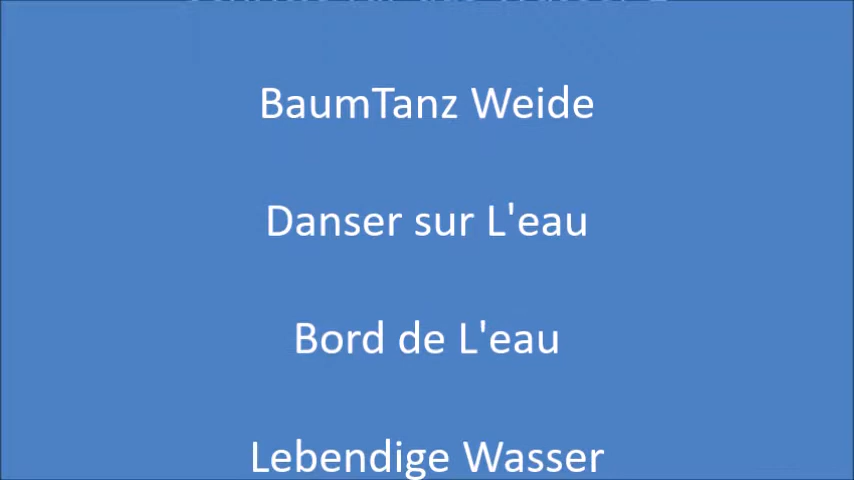 BaumTanz Weide
Danser sur L'eau
Bord de L'eau
Lebendige Wasser